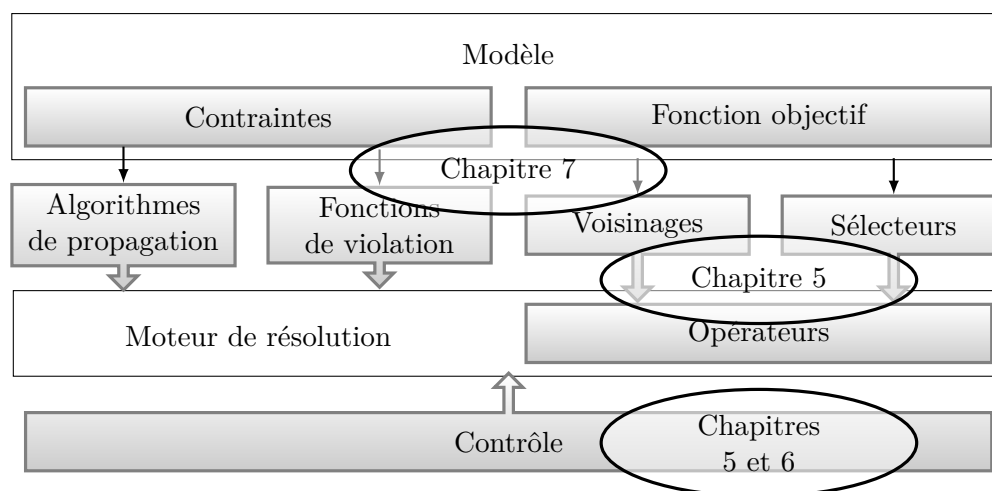 Modèle
Contraintes
Fonction objectif
Chapitre 7
Algorithmes
de propagation
Fonctions
de violation
Voisinages
Sélecteurs
Chapitre 5
Moteur de résolution
Opérateurs
Contrôle
Chapitres
5 et 6